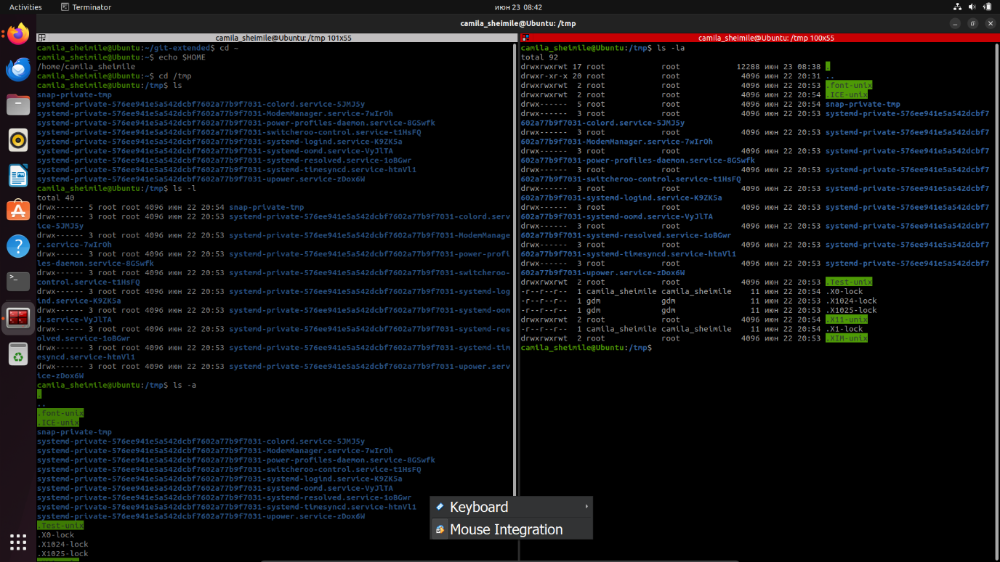 Activities
Terminator
июн 23 08:42
camila_sheimile@Ubuntu: /tmp
camila_sheimile@Ubuntu: /tmp 101x55
camila_sheimile@Ubuntu:~/git-extended$ cd ~
camila_sheimile@Ubuntu:~$ echo $HOME
/home/camila_sheimile
camila_sheimile@Ubuntu:~$ cd /tmp
camila_sheimile@Ubuntu:/tmp$ ls
snap-private-tmp
systemd-private-576ee941e5a542dcbf7602a77b9f7031-colord.service-5JMJ5y
systemd-private-576ee941e5a542dcbf7602a77b9f7031-ModemManager.service-7wIrOh
systemd-private-576ee941e5a542dcbf7602a77b9f7031-power-profiles-daemon.service-8GSwfk
systemd-private-576ee941e5a542dcbf7602a77b9f7031-switcheroo-control.service-t1HsFQ
systemd-private-576ee941e5a542dcbf7602a77b9f7031-systemd-logind.service-K9ZK5a
systemd-private-576ee941e5a542dcbf7602a77b9f7031-systemd-oomd.service-VyJlTA
systemd-private-576ee941e5a542dcbf7602a77b9f7031-systemd-resolved.service-1oBGwr
systemd-private-576ee941e5a542dcbf7602a77b9f7031-systemd-timesyncd.service-htnVl1
systemd-private-576ee941e5a542dcbf7602a77b9f7031-upower.service-zDox6W
camila_sheimile@Ubuntu:/tmp$ ls -l
total 40
drwx------ 5 root root 4096 июн 22 20:54 snap-private-tmp
drwx------ 3 root root 4096 июн 22 20:53 systemd-private-576ee941e5a542dcbf7602a77b9f7031-colord.serv
ice-5JMJ5y
drwx------ 3 root root 4096 июн 22 20:53 systemd-private-576ee941e5a542dcbf7602a77b9f7031-ModemManage
r.service-7wIrOh
drwx------ 3 root root 4096 июн 22 20:53 systemd-private-576ee941e5a542dcbf7602a77b9f7031-power-profi
les-daemon.service-8GSwfk
drwx------ 3 root root 4096 июн 22 20:53 systemd-private-576ee941e5a542dcbf7602a77b9f7031-switcheroo-
control.service-t1HsFQ
drwx------ 3 root root 4096 июн 22 20:53 systemd-private-576ee941e5a542dcbf7602a77b9f7031-systemd-log
ind.service-K9ZK5a
drwx------ 3 root root 4096 июн 22 20:53 systemd-private-576ee941e5a542dcbf7602a77b9f7031-systemd-oom
d.service-VyJlTA
drwx------ 3 root root 4096 июн 22 20:53 systemd-private-576ee941e5a542dcbf7602a77b9f7031-systemd-res
olved.service-1oBGwr
drwx------ 3 root root 4096 июн 22 20:53 systemd-private-576ee941e5a542dcbf7602a77b9f7031-systemd-tim
esyncd.service-htnVl1
drwx------ 3 root root 4096 июн 22 20:53 systemd-private-576ee941e5a542dcbf7602a77b9f7031-upower.serv
ice-zDox6W
camila_sheimile@Ubuntu:/tmp$ ls -a
.
..
.font-unix
.ICE-unix
snap-private-tmp
systemd-private-576ee941e5a542dcbf7602a77b9f7031-colord.service-5JMJ5y
systemd-private-576ee941e5a542dcbf7602a77b9f7031-ModemManager.service-7wIrOh
systemd-private-576ee941e5a542dcbf7602a77b9f7031-power-profiles-daemon.service-8GSwfk
systemd-private-576ee941e5a542dcbf7602a77b9f7031-switcheroo-control.service-t1HsFQ
systemd-private-576ee941e5a542dcbf7602a77b9f7031-systemd-logind.service-K9ZK5a
systemd-private-576ee941e5a542dcbf7602a77b9f7031-systemd-oomd.service-VyJlTA
systemd-private-576ee941e5a542dcbf7602a77b9f7031-systemd-resolved.service-1oBGwr
systemd-private-576ee941e5a542dcbf7602a77b9f7031-systemd-timesyncd.service-htnVl1
systemd-private-576ee941e5a542dcbf7602a77b9f7031-upower.service-zDox6W
.Test-unix
.X0-lock
.X1024-lock
.X1025-lock
camila_sheimile@Ubuntu: /tmp 100x55
camila_sheimile@Ubuntu:/tmp$ ls -la
total 92
drwxrwxrwt 17 root root 12288 июн 23 08:38 .
drwxr-xr-x 20 root root 4096 июн 22 20:31 ..
drwxrwxrwt 2 root root 4096 июн 22 20:53 .font-unix
drwxrwxrwt 2 root root 4096 июн 22 20:54 .ICE-unix
drwx------ 5 root root 4096 июн 22 20:54 snap-private-tmp
drwx------ 3 root root 4096 июн 22 20:53 systemd-private-576ee941e5a542dcbf7
602a77b9f7031-colord.service-5JMJ5y
drwx------ 3 root root 4096 июн 22 20:53 systemd-private-576ee941e5a542dcbf7
602a77b9f7031-ModemManager.service-7wIrOh
drwx------ 3 root root 4096 июн 22 20:53 systemd-private-576ee941e5a542dcbf7
602a77b9f7031-power-profiles-daemon.service-8GSwfk
drwx------ 3 root root 4096 июн 22 20:53 systemd-private-576ee941e5a542dcbf7
602a77b9f7031-switcheroo-control.service-t1HsFQ
drwx------ 3 root root 4096 июн 22 20:53 systemd-private-576ee941e5a542dcbf7
602a77b9f7031-systemd-logind.service-K9ZK5a
drwx------ 3 root root 4096 июн 22 20:53 systemd-private-576ee941e5a542dcbf7
602a77b9f7031-systemd-oomd.service-VyJlTA
drwx------ 3 root root 4096 июн 22 20:53 systemd-private-576ee941e5a542dcbf7
602a77b9f7031-systemd-resolved.service-1oBGwr
drwx------ 3 root root 4096 июн 22 20:53 systemd-private-576ee941e5a542dcbf7
602a77b9f7031-systemd-timesyncd.service-htnVl1
drwx------ 3 root root 4096 июн 22 20:53 systemd-private-576ee941e5a542dcbf7
602a77b9f7031-upower.service-zDox6W
drwxrwxrwt 2 root root 4096 июн 22 20:53 .Test-unix
-r--r--r-- 1 camila_sheimile camila_sheimile 11 июн 22 20:54 .X0-lock
-r--r--r-- 1 gdm gdm 11 июн 22 20:53 .X1024-lock
-r--r--r-- 1 gdm gdm 11 июн 22 20:53 .X1025-lock
drwxrwxrwt 2 root root 4096 июн 22 20:54 .X11-unix
-r--r--r-- 1 camila_sheimile camila_sheimile 11 июн 22 20:54 .X1-lock
drwxrwxrwt 2 root root 4096 июн 22 20:53 .XIM-unix
camila_sheimile@Ubuntu:/tmp$
Keyboard
Mouse Integration